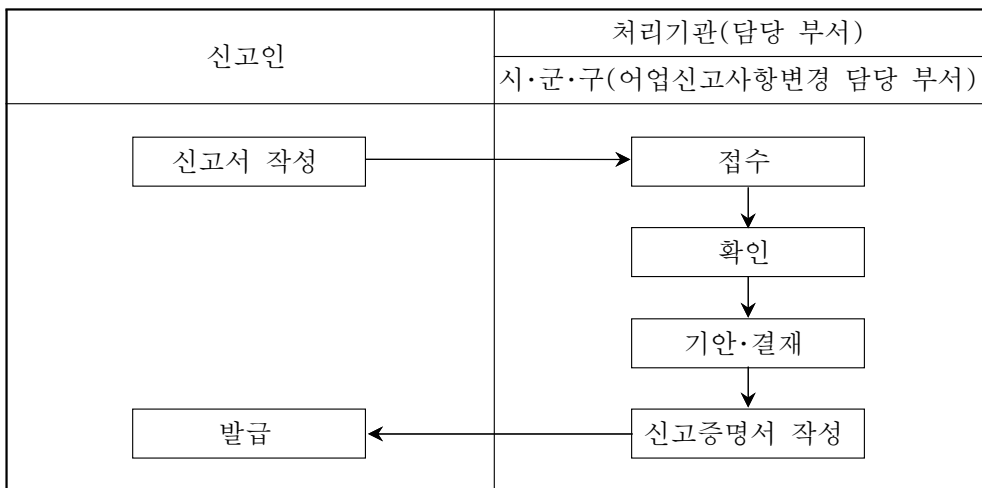 신고인
처리기관(담당 부서)
시·군·구(어업신고사항변경 담당 부서)
신고서 작성
접수
확인
기안·결재
발급
신고증명서 작성